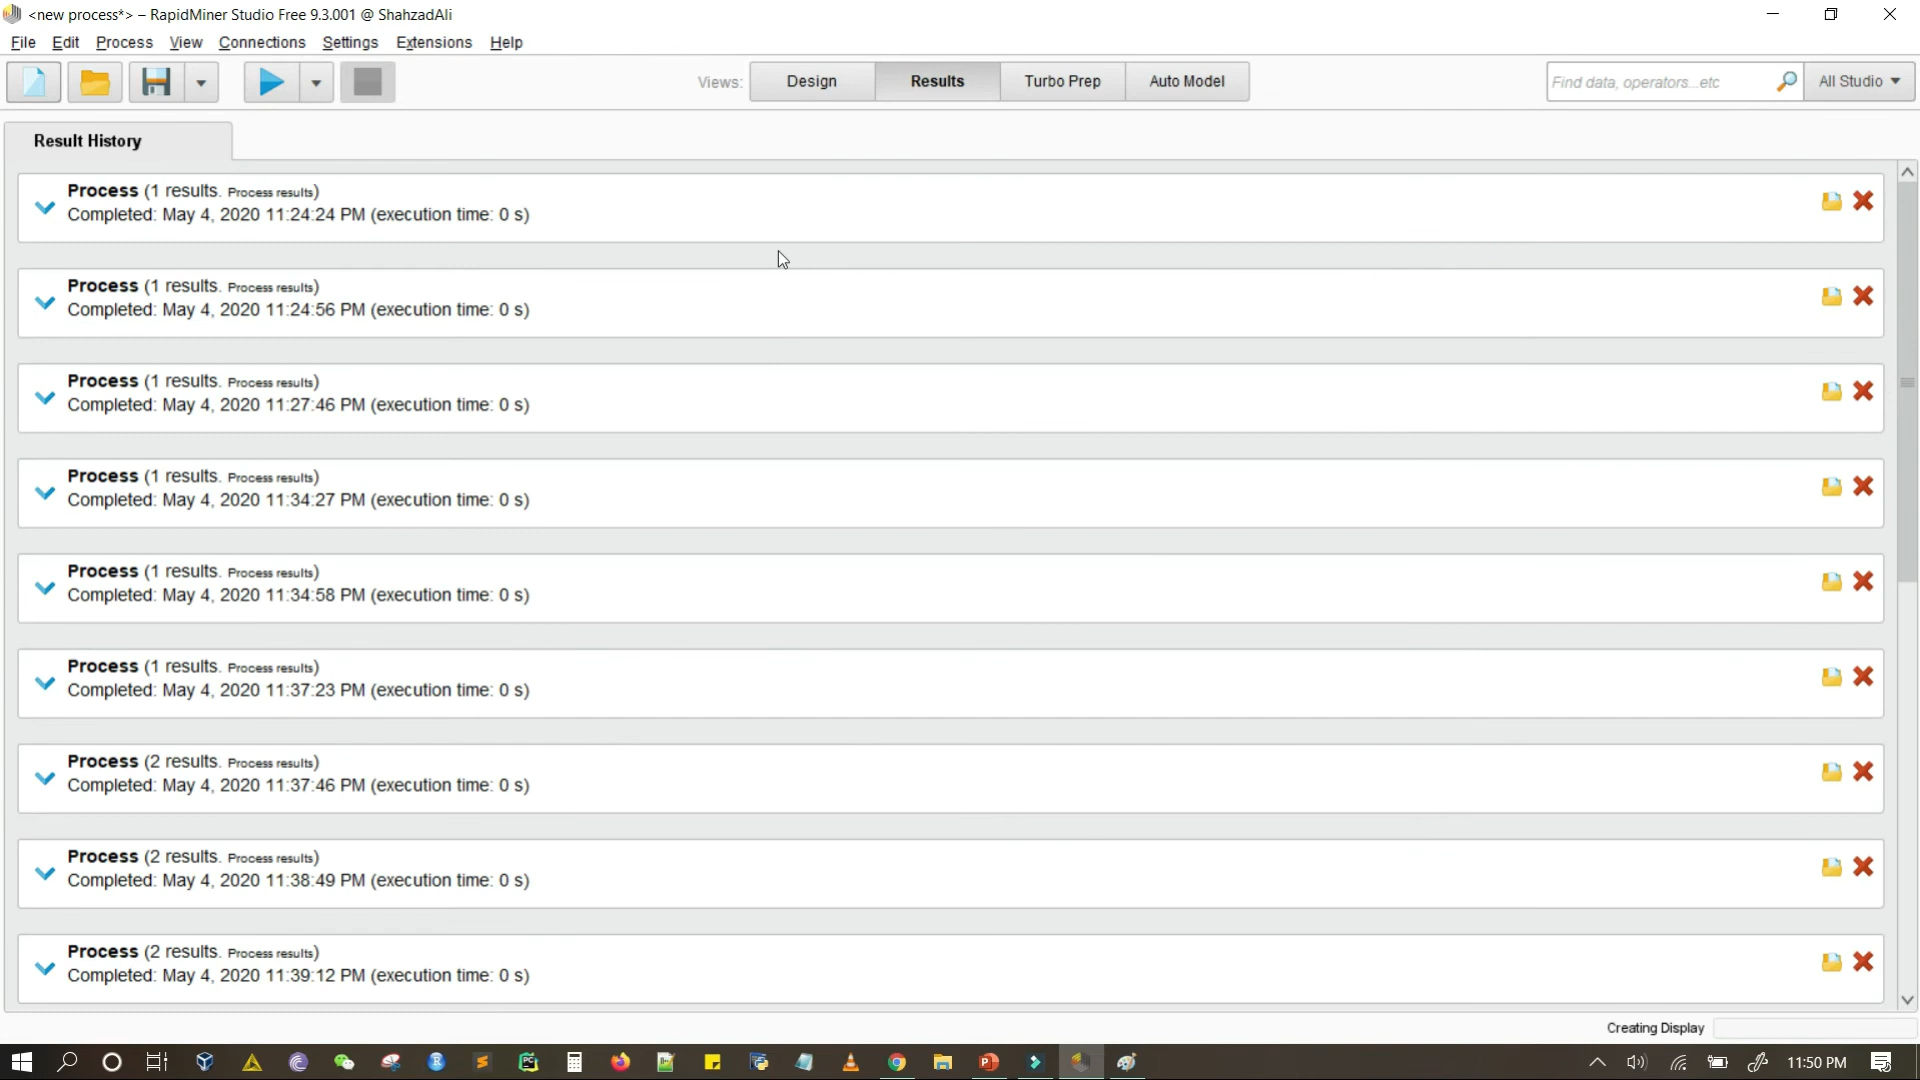 <new process*> – RapidMiner Studio Free 9.3.001 @ ShahzadAli
File Edit Process View Connections Settings Extensions Help
Views: Design Results Turbo Prep Auto Model Find data, operators...etc All Studio
Result History
Process (1 results. Process results)
Completed: May 4, 2020 11:24:24 PM (execution time: 0 s)
Process (1 results. Process results)
Completed: May 4, 2020 11:24:56 PM (execution time: 0 s)
Process (1 results. Process results)
Completed: May 4, 2020 11:27:46 PM (execution time: 0 s)
Process (1 results. Process results)
Completed: May 4, 2020 11:34:27 PM (execution time: 0 s)
Process (1 results. Process results)
Completed: May 4, 2020 11:34:58 PM (execution time: 0 s)
Process (1 results. Process results)
Completed: May 4, 2020 11:37:23 PM (execution time: 0 s)
Process (2 results. Process results)
Completed: May 4, 2020 11:37:46 PM (execution time: 0 s)
Process (2 results. Process results)
Completed: May 4, 2020 11:38:49 PM (execution time: 0 s)
Process (2 results. Process results)
Completed: May 4, 2020 11:39:12 PM (execution time: 0 s)
Creating Display
11:50 PM